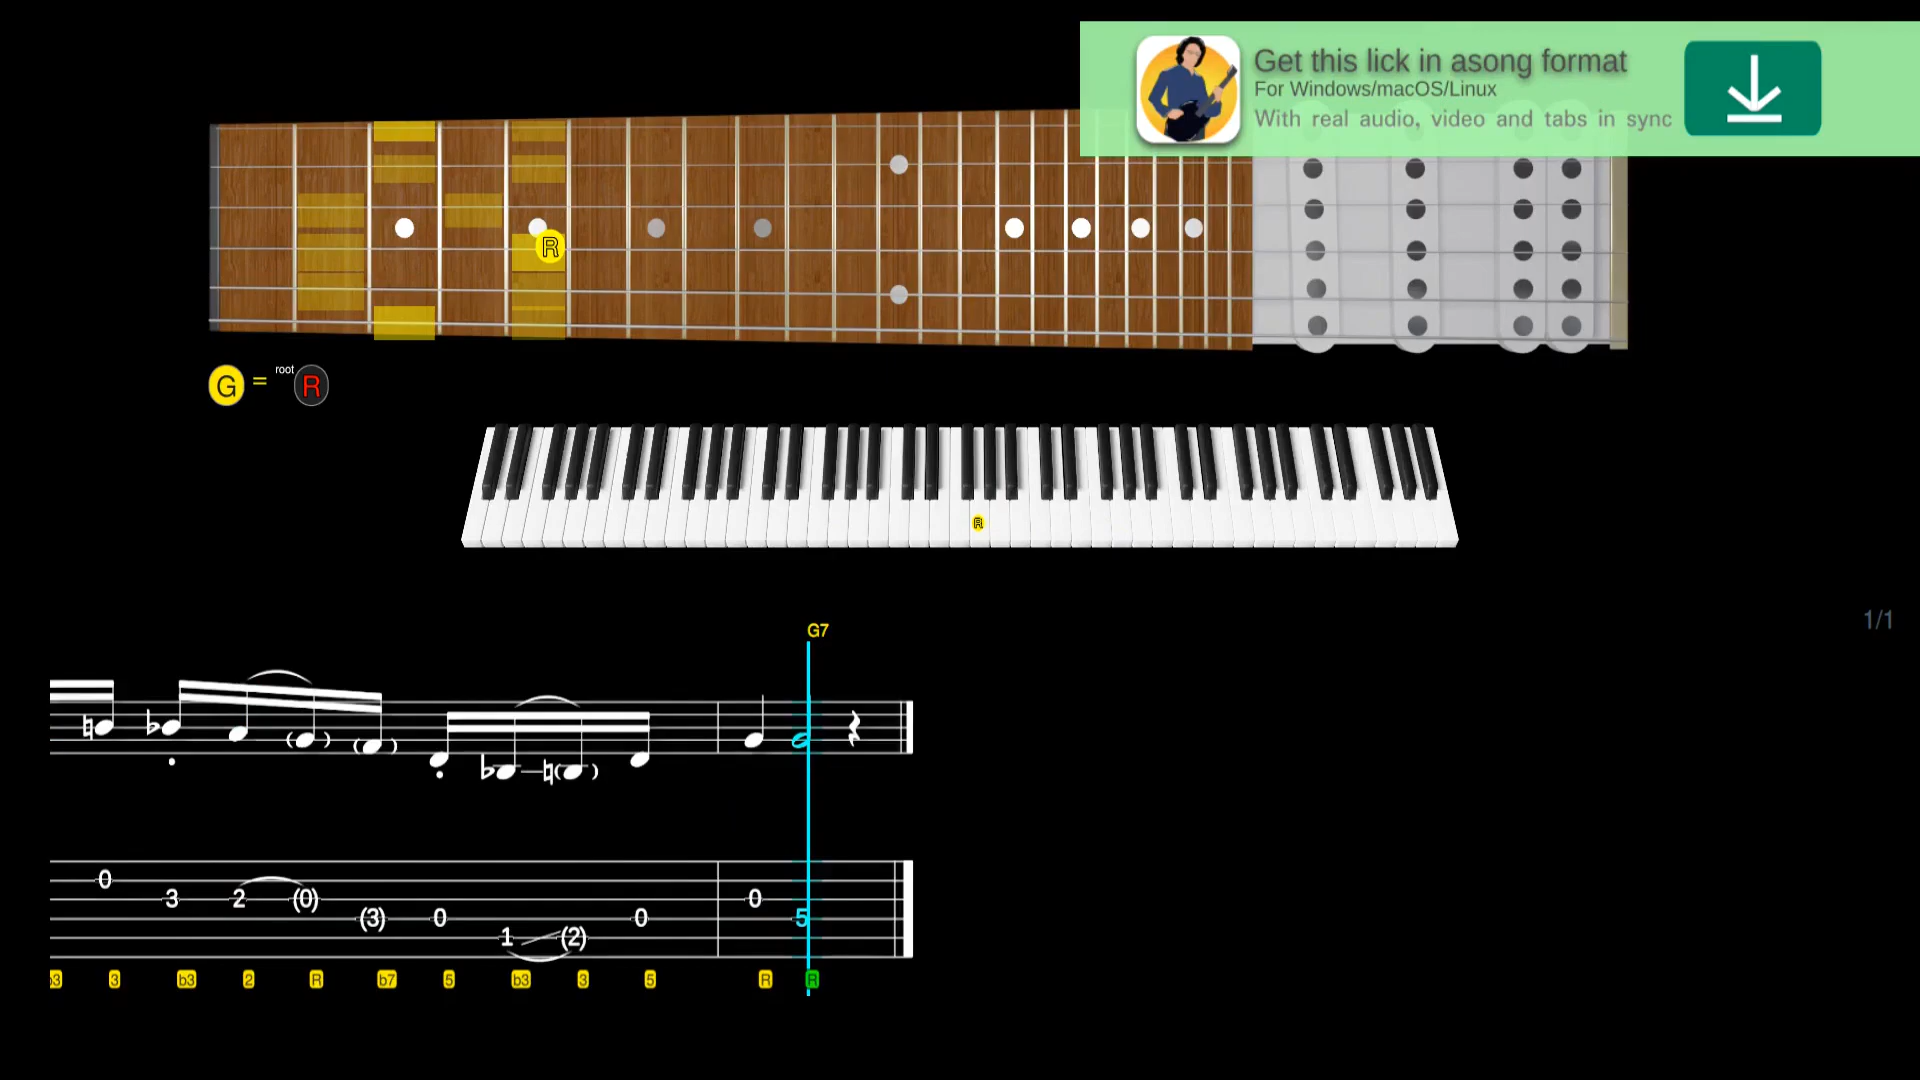 Get this lick in asong format
For Windows/macOS/Linux
With real audio, video and tabs in sync
R
G = root R
R
1/1
G7
0 3 2 (0) (3) 0 1 (2) 0 0 5
b3 3 b3 2 R b7 5 b3 3 5 R R